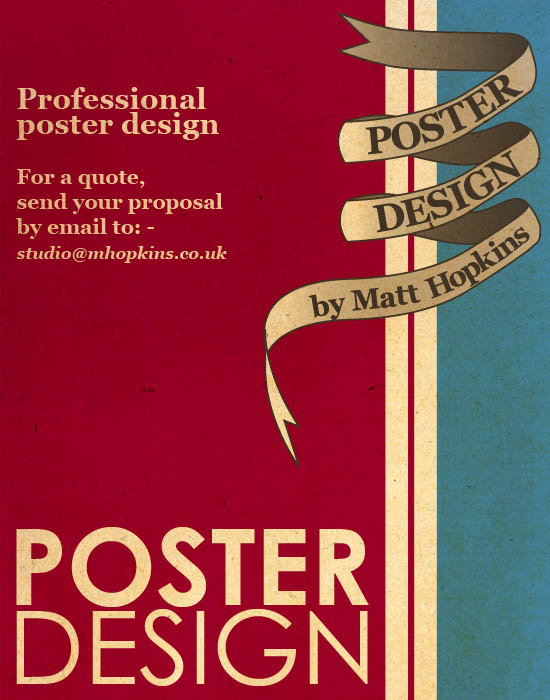 Professional
poster design
For a quote,
send your proposal
by email to: -
studio@mhopkins.co.uk
POSTER
DESIGN
by Matt Hopkins
POSTER
DESIGN